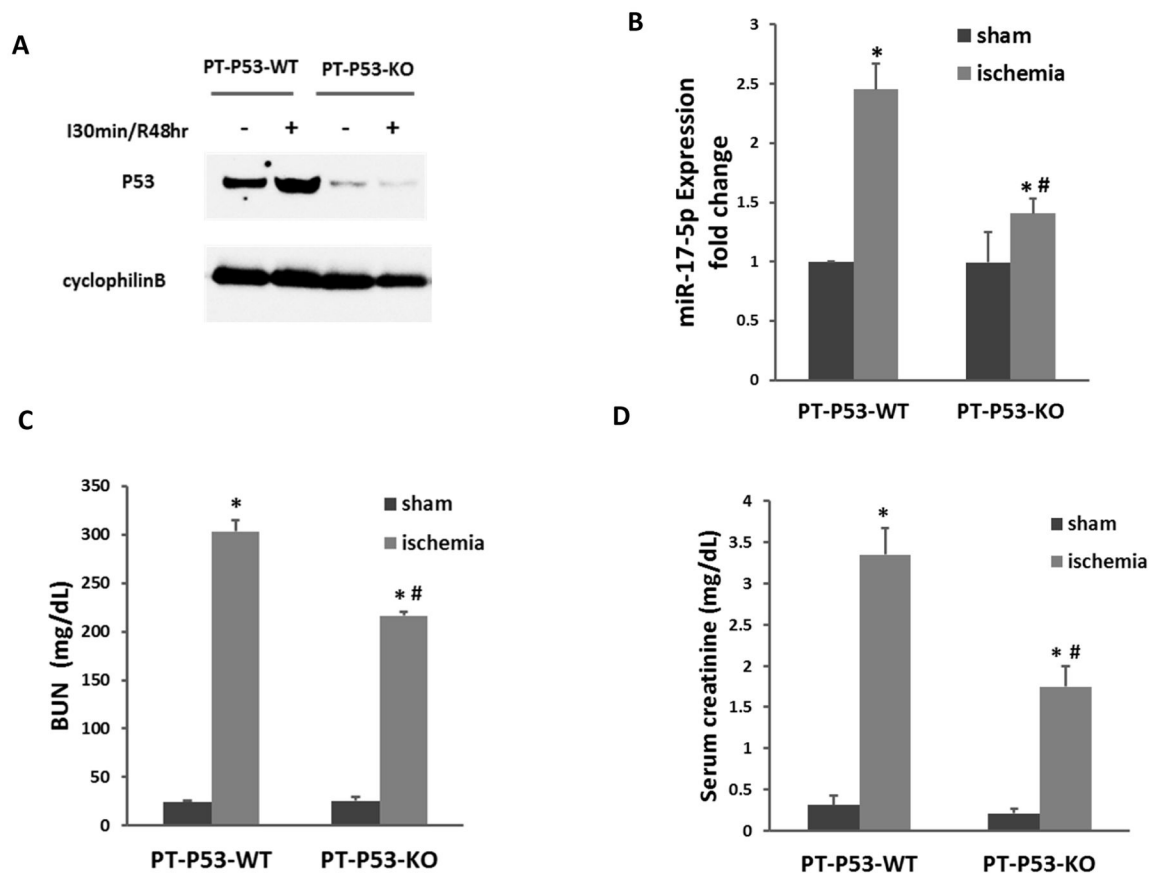 A
PT-P53-WT PT-P53-KO
I30min/R48hr - + - +
P53
cyclophilinB
B
3
2.5
2
1.5
1
0.5
0
miR-17-5p Expression
fold change
sham
ischemia
*
* #
PT-P53-WT PT-P53-KO
C
350
300
250
200
150
100
50
0
BUN (mg/dL)
sham
ischemia
*
* #
PT-P53-WT PT-P53-KO
D
4
3.5
3
2.5
2
1.5
1
0.5
0
Serum creatinine (mg/dL)
sham
ischemia
*
* #
PT-P53-WT PT-P53-KO